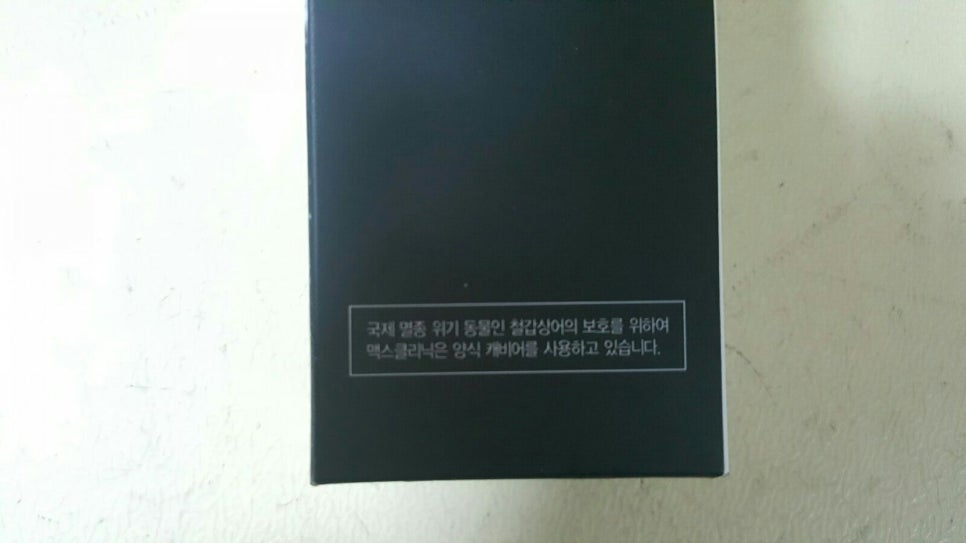 국제 멸종 위기 동물인 철갑상어의 보호를 위하여
맥스클리닉은 양식 캐비어를 사용하고 있습니다.